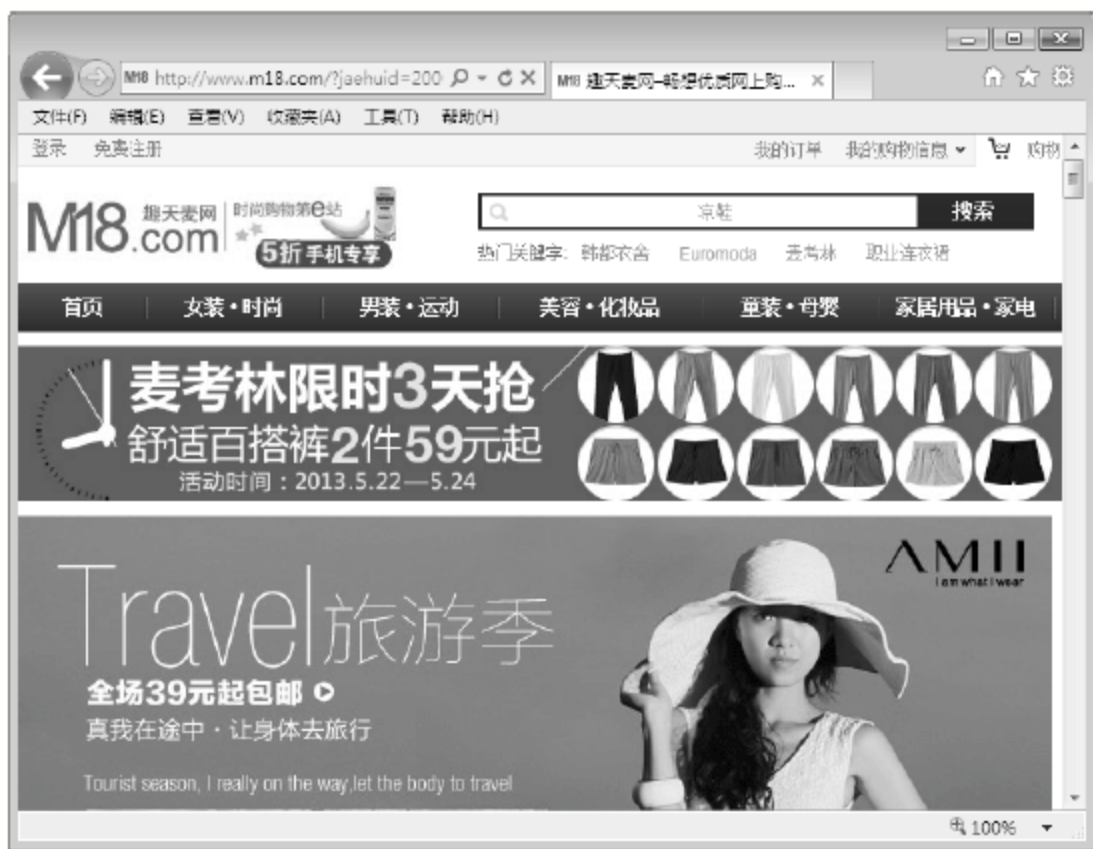 M18 http://www.m18.com/?jaehuid=200
M18 趣天麦网-畅想优质网上购...
文件(F) 编辑(E) 查看(V) 收藏夹(A) 工具(T) 帮助(H)
登录 免费注册 我的订单 我的购物信息 购物
M18.com 趣天麦网 时尚购物第e站
5折 手机专享
凉鞋 搜索
热门关键字: 韩都衣舍 Euromoda 麦考林 职业连衣裙
首页 女装·时尚 男装·运动 美容·化妆品 童装·母婴 家居用品·家电
麦考林限时3天抢
舒适百搭裤2件59元起
活动时间：2013.5.22—5.24
AMII
I am what I wear
Travel旅游季
全场39元起包邮
真我在途中·让身体去旅行
Tourist season, I really on the way,let the body to travel
100%